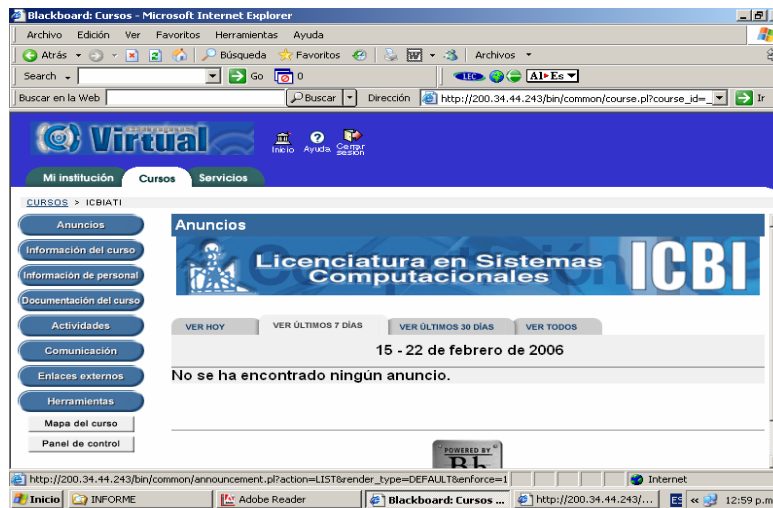 Blackboard: Cursos - Microsoft Internet Explorer
Archivo Edición Ver Favoritos Herramientas Ayuda
Atrás Búsqueda Favoritos Archivos
Search Go 0 LEC Al▸Es
Buscar en la Web Buscar Dirección http://200.34.44.243/bin/common/course.pl?course_id=_ Ir
Virtual
Inicio Ayuda Cerrar sesión
Mi institución Cursos Servicios
CURSOS > ICBIATI
Anuncios
Información del curso
Información de personal
Documentación del curso
Actividades
Comunicación
Enlaces externos
Herramientas
Mapa del curso
Panel de control
Anuncios
Licenciatura en Sistemas
Computacionales
ICBI
VER HOY VER ÚLTIMOS 7 DÍAS VER ÚLTIMOS 30 DÍAS VER TODOS
15 - 22 de febrero de 2006
No se ha encontrado ningún anuncio.
POWERED BY
Bb
http://200.34.44.243/bin/common/announcement.pl?action=LIST&render_type=DEFAULT&enforce=1 Internet
Inicio INFORME Adobe Reader Blackboard: Cursos ... http://200.34.44.243/... ES « 12:59 p.m